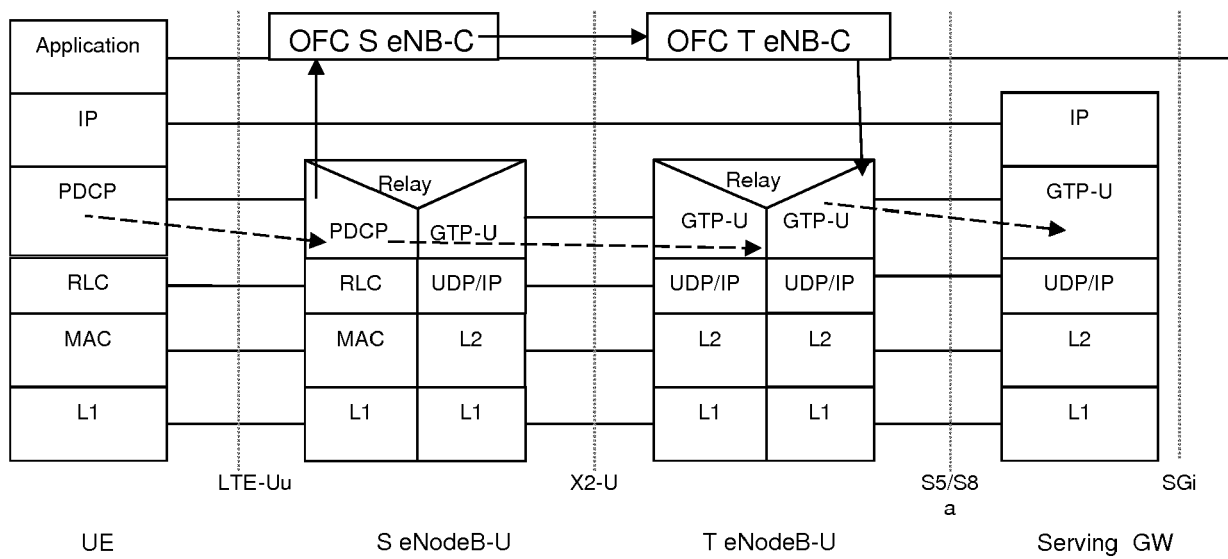 Application
OFC S eNB-C
OFC T eNB-C
IP
IP
PDCP
Relay
Relay
GTP-U
PDCP
GTP-U
GTP-U
GTP-U
RLC
RLC
UDP/IP
UDP/IP
UDP/IP
UDP/IP
MAC
MAC
L2
L2
L2
L2
L1
L1
L1
L1
L1
L1
LTE-Uu
X2-U
S5/S8
a
SGi
UE
S eNodeB-U
T eNodeB-U
Serving GW